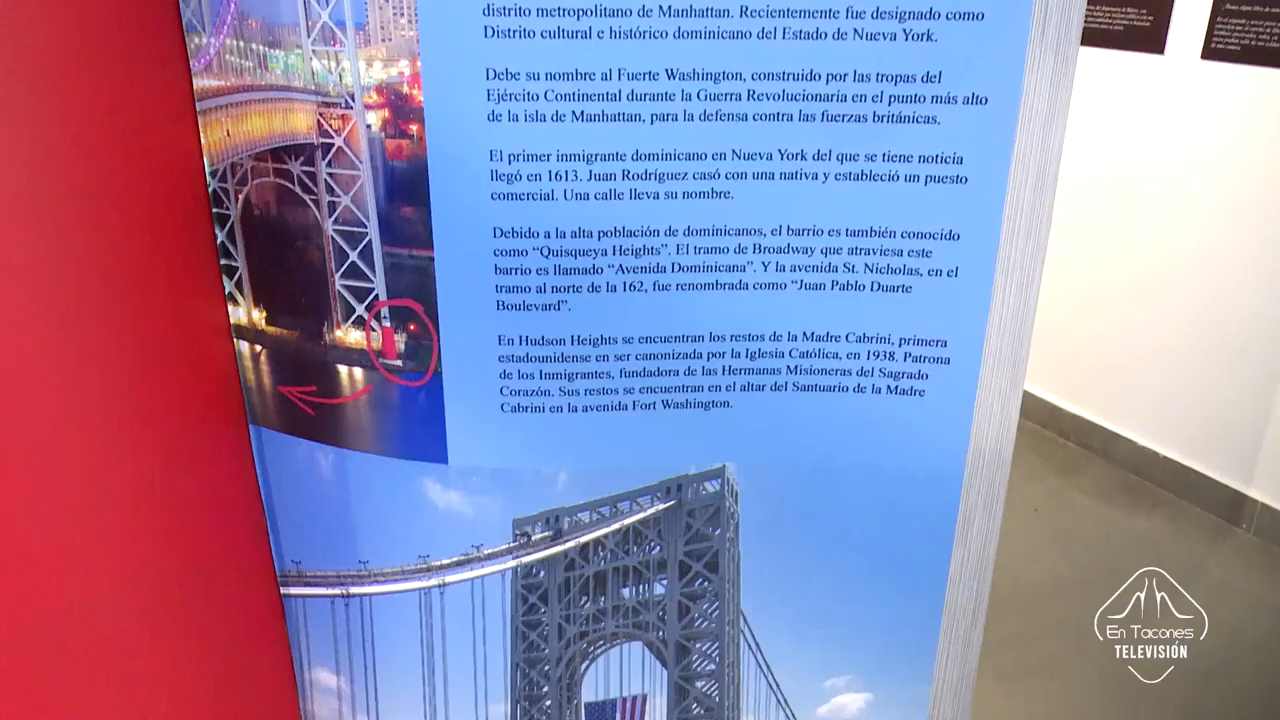 distrito metropolitano de Manhattan. Recientemente fue designado como
Distrito cultural e histórico dominicano del Estado de Nueva York.
Debe su nombre al Fuerte Washington, construido por las tropas del
Ejército Continental durante la Guerra Revolucionaria en el punto más alto
de la isla de Manhattan, para la defensa contra las fuerzas británicas.
El primer inmigrante dominicano en Nueva York del que se tiene noticia
llegó en 1613. Juan Rodríguez casó con una nativa y estableció un puesto
comercial. Una calle lleva su nombre.
Debido a la alta población de dominicanos, el barrio es también conocido
como “Quisqueya Heights”. El tramo de Broadway que atraviesa este
barrio es llamado “Avenida Dominicana”. Y la avenida St. Nicholas, en el
tramo al norte de la 162, fue renombrada como “Juan Pablo Duarte
Boulevard”.
En Hudson Heights se encuentran los restos de la Madre Cabrini, primera
estadounidense en ser canonizada por la Iglesia Católica, en 1938. Patrona
de los Inmigrantes, fundadora de las Hermanas Misioneras del Sagrado
Corazón. Sus restos se encuentran en el altar del Santuario de la Madre
Cabrini en la avenida Fort Washington.
En Tacones
TELEVISIÓN